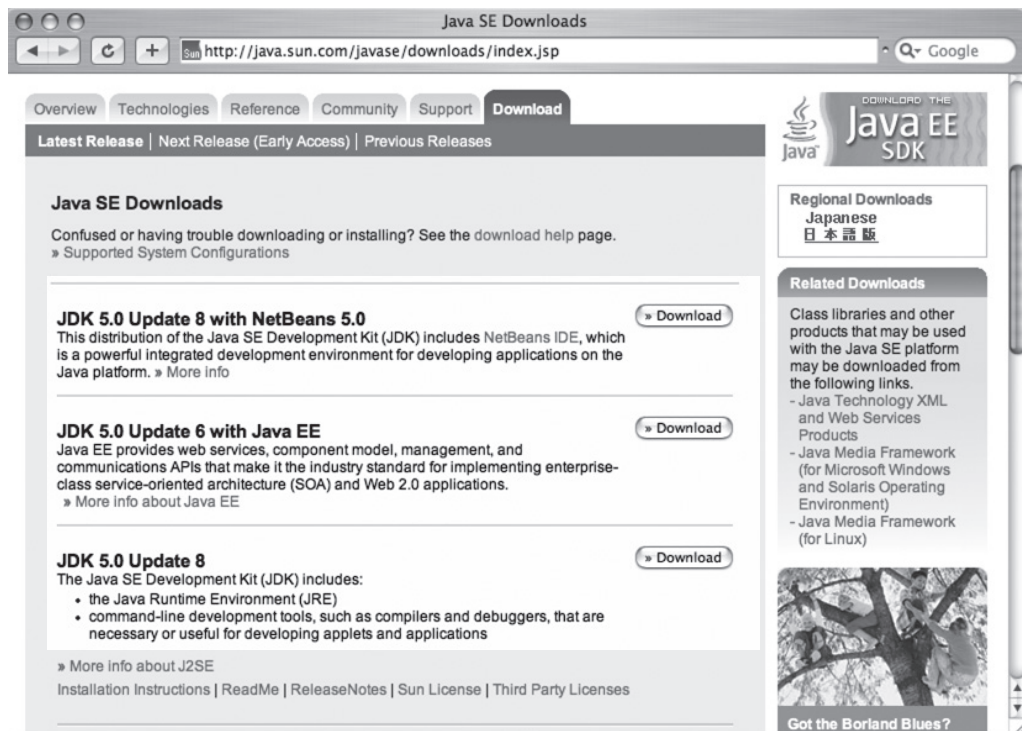 Java SE Downloads
http://java.sun.com/javase/downloads/index.jsp
Google
Overview
Technologies
Reference
Community
Support
Download
Latest Release | Next Release (Early Access) | Previous Releases
Java SE Downloads
Confused or having trouble downloading or installing? See the download help page.
» Supported System Configurations
JDK 5.0 Update 8 with NetBeans 5.0
» Download
This distribution of the Java SE Development Kit (JDK) includes NetBeans IDE, which
is a powerful integrated development environment for developing applications on the
Java platform. » More info
JDK 5.0 Update 6 with Java EE
» Download
Java EE provides web services, component model, management, and
communications APIs that make it the industry standard for implementing enterprise-
class service-oriented architecture (SOA) and Web 2.0 applications.
» More info about Java EE
JDK 5.0 Update 8
» Download
The Java SE Development Kit (JDK) includes:
• the Java Runtime Environment (JRE)
• command-line development tools, such as compilers and debuggers, that are
necessary or useful for developing applets and applications
» More info about J2SE
Installation Instructions | ReadMe | ReleaseNotes | Sun License | Third Party Licenses
Java
DOWNLOAD THE
Java EE
SDK
Regional Downloads
Japanese
日本語版
Related Downloads
Class libraries and other
products that may be used
with the Java SE platform
may be downloaded from
the following links.
- Java Technology XML
and Web Services
Products
- Java Media Framework
(for Microsoft Windows
and Solaris Operating
Environment)
- Java Media Framework
(for Linux)
Got the Borland Blues?